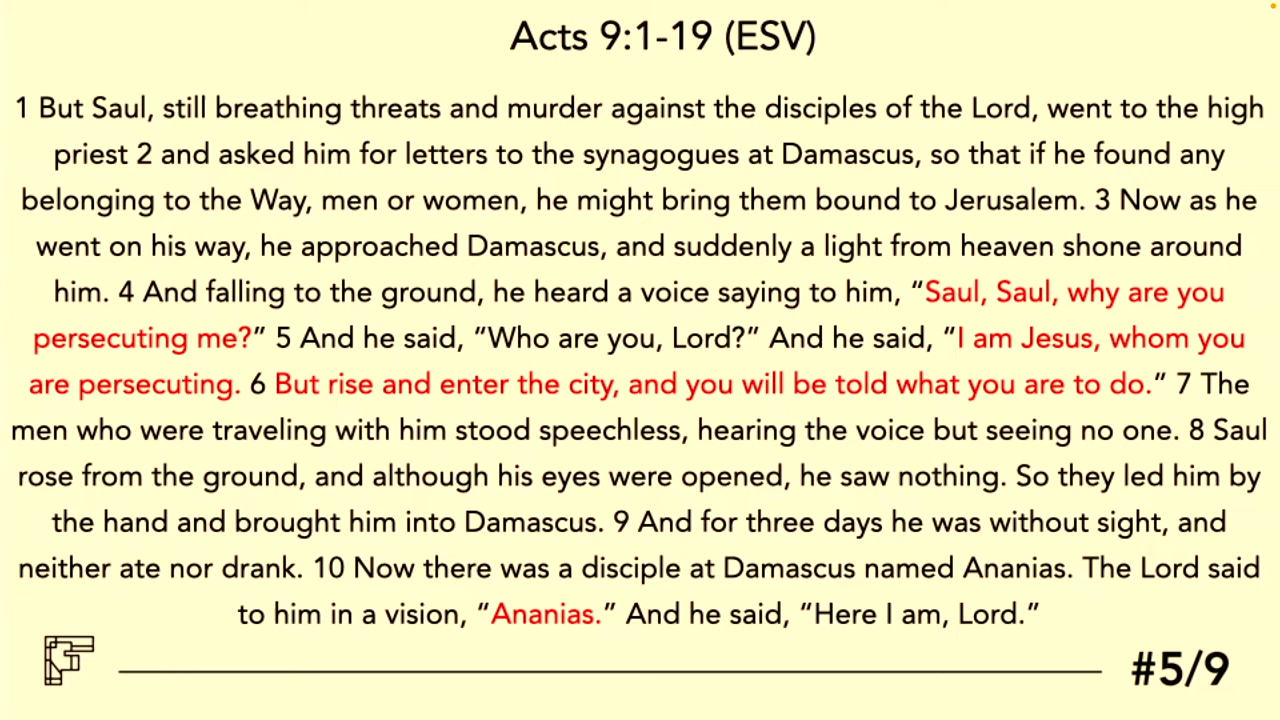 Acts 9:1-19 (ESV)
1 But Saul, still breathing threats and murder against the disciples of the Lord, went to the high
priest 2 and asked him for letters to the synagogues at Damascus, so that if he found any
belonging to the Way, men or women, he might bring them bound to Jerusalem. 3 Now as he
went on his way, he approached Damascus, and suddenly a light from heaven shone around
him. 4 And falling to the ground, he heard a voice saying to him, “Saul, Saul, why are you
persecuting me?” 5 And he said, “Who are you, Lord?” And he said, “I am Jesus, whom you
are persecuting. 6 But rise and enter the city, and you will be told what you are to do.” 7 The
men who were traveling with him stood speechless, hearing the voice but seeing no one. 8 Saul
rose from the ground, and although his eyes were opened, he saw nothing. So they led him by
the hand and brought him into Damascus. 9 And for three days he was without sight, and
neither ate nor drank. 10 Now there was a disciple at Damascus named Ananias. The Lord said
to him in a vision, “Ananias.” And he said, “Here I am, Lord.”
#5/9